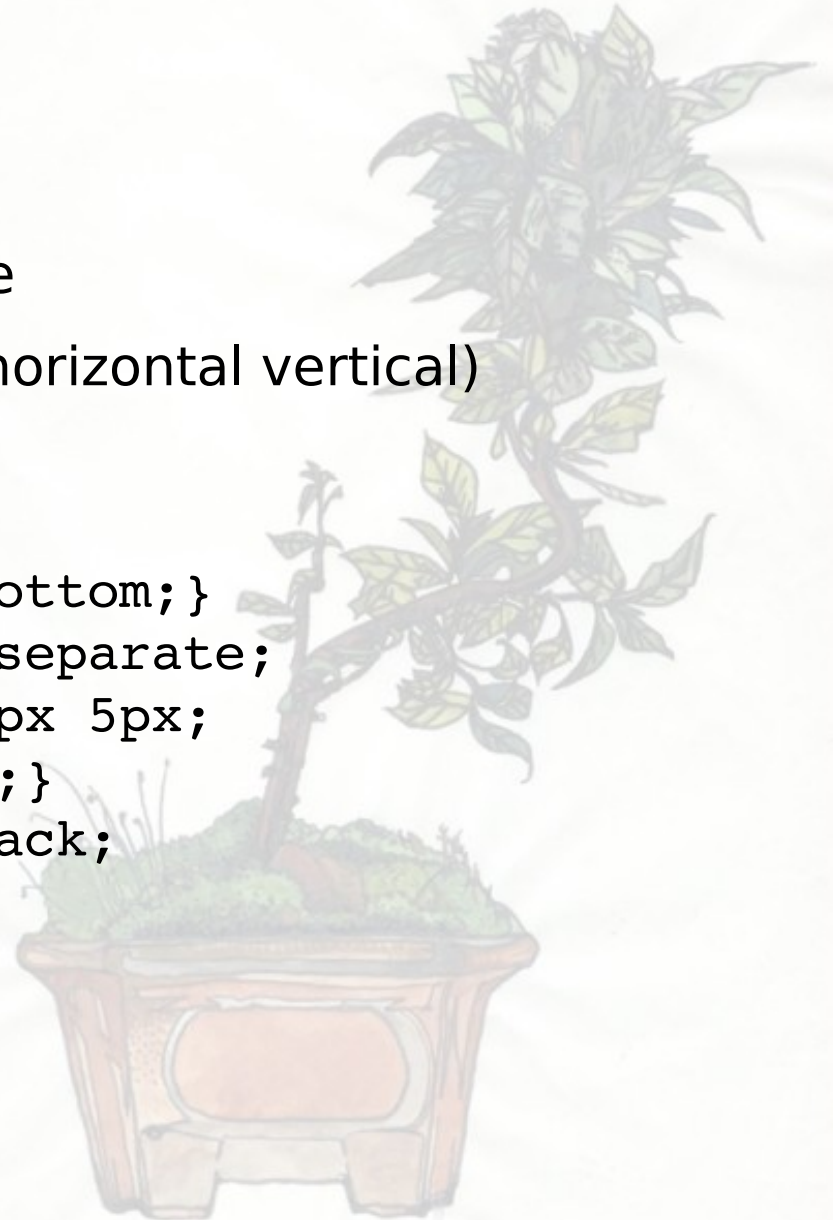 e
horizontal vertical)
ottom;}
separate;
px 5px;
;}
ack;